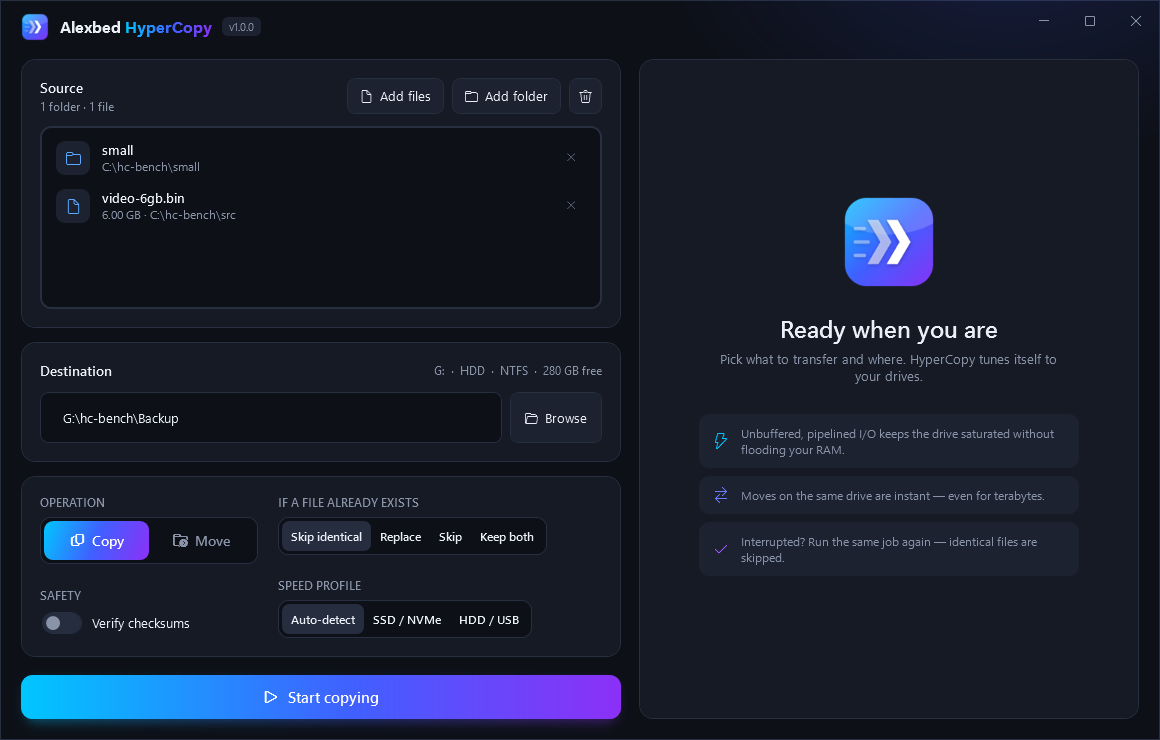 Alexbed HyperCopy v1.0.0
Source
1 folder · 1 file
Add files
Add folder
small
C:\hc-bench\small
video-6gb.bin
6.00 GB · C:\hc-bench\src
Destination
G: · HDD · NTFS · 280 GB free
G:\hc-bench\Backup
Browse
OPERATION
Copy
Move
IF A FILE ALREADY EXISTS
Skip identical
Replace
Skip
Keep both
SAFETY
Verify checksums
SPEED PROFILE
Auto-detect
SSD / NVMe
HDD / USB
Start copying
Ready when you are
Pick what to transfer and where. HyperCopy tunes itself to
your drives.
Unbuffered, pipelined I/O keeps the drive saturated without
flooding your RAM.
Moves on the same drive are instant — even for terabytes.
Interrupted? Run the same job again — identical files are
skipped.